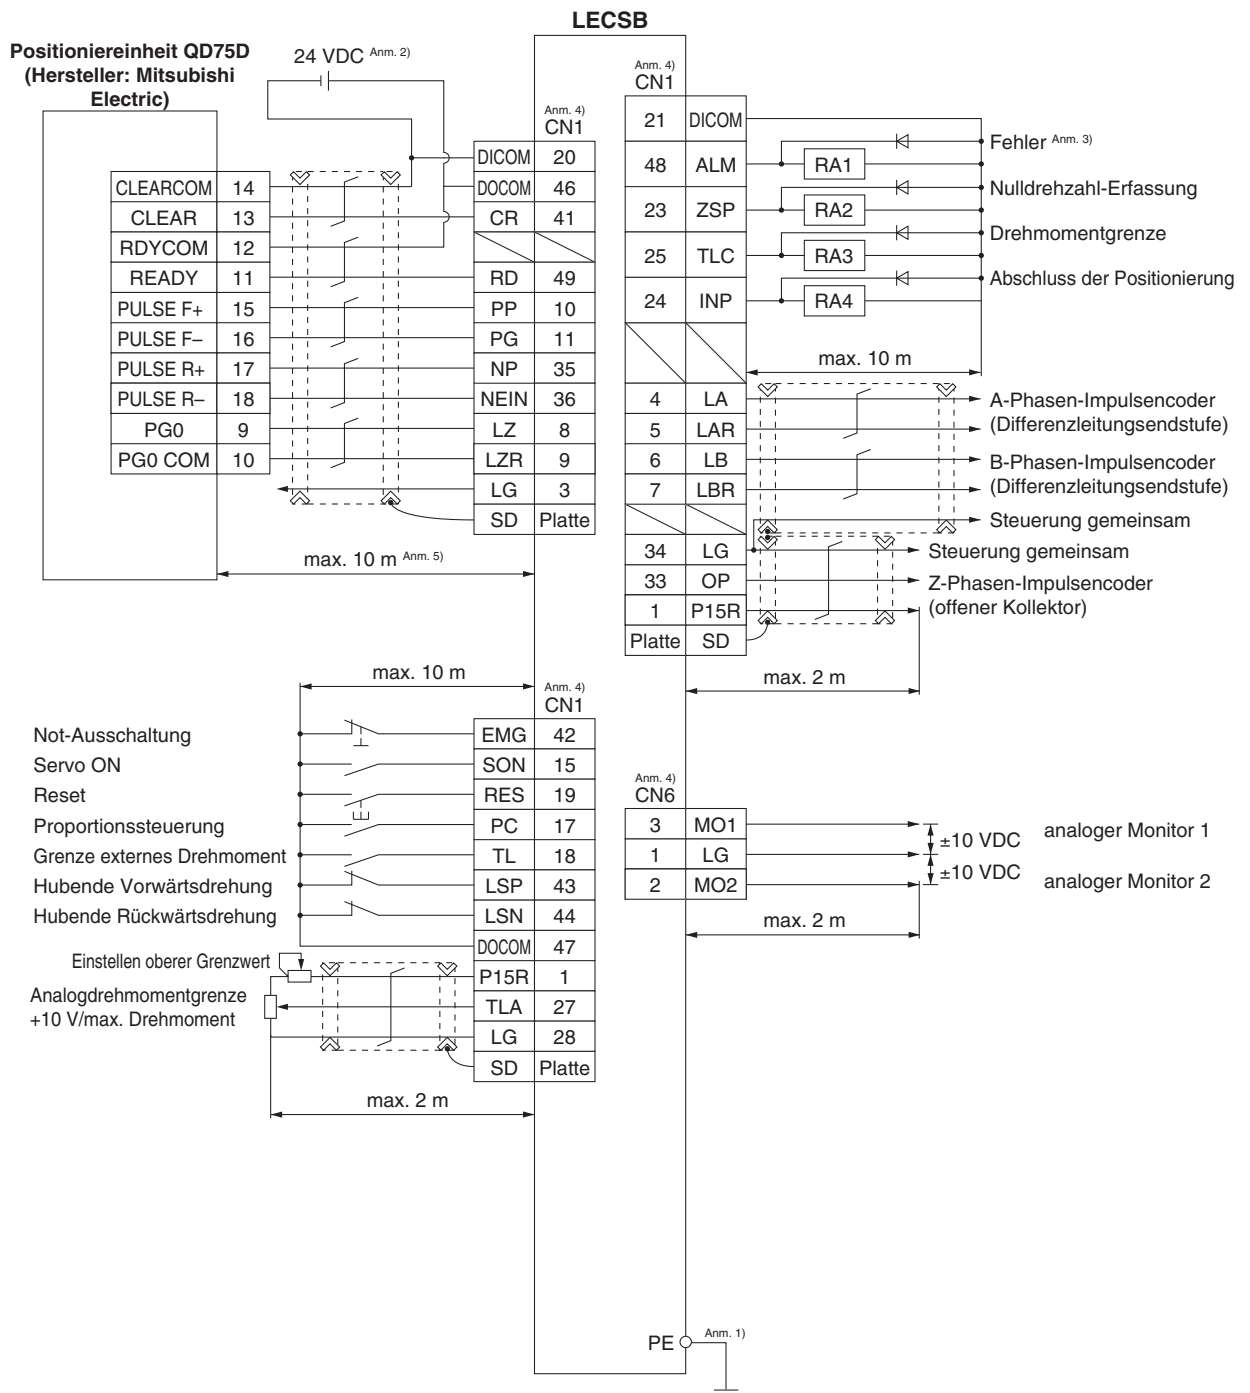 LECSB
Positioniereinheit QD75D
(Hersteller: Mitsubishi
Electric)
24 VDC Anm. 2)
Anm. 4)
CN1
DICOM 20
CLEARCOM 14 DOCOM 46
CLEAR 13 CR 41
RDYCOM 12
READY 11 RD 49
PULSE F+ 15 PP 10
PULSE F– 16 PG 11
PULSE R+ 17 NP 35
PULSE R– 18 NEIN 36
PG0 9 LZ 8
PG0 COM 10 LZR 9
LG 3
SD Platte
max. 10 m Anm. 5)
Anm. 4)
CN1
21 DICOM
Fehler Anm. 3)
48 ALM RA1
Nulldrehzahl-Erfassung
23 ZSP RA2
Drehmomentgrenze
25 TLC RA3
Abschluss der Positionierung
24 INP RA4
max. 10 m
4 LA A-Phasen-Impulsencoder
5 LAR (Differenzleitungsendstufe)
6 LB B-Phasen-Impulsencoder
7 LBR (Differenzleitungsendstufe)
Steuerung gemeinsam
34 LG Steuerung gemeinsam
33 OP Z-Phasen-Impulsencoder
1 P15R (offener Kollektor)
Platte SD
max. 2 m
max. 10 m
Anm. 4)
CN1
Not-Ausschaltung EMG 42
Servo ON SON 15
Reset RES 19
Proportionssteuerung PC 17
Grenze externes Drehmoment TL 18
Hubende Vorwärtsdrehung LSP 43
Hubende Rückwärtsdrehung LSN 44
DOCOM 47
Einstellen oberer Grenzwert P15R 1
Analogdrehmomentgrenze
+10 V/max. Drehmoment TLA 27
LG 28
SD Platte
max. 2 m
Anm. 4)
CN6
3 MO1 analoger Monitor 1
±10 VDC
1 LG
±10 VDC
2 MO2 analoger Monitor 2
max. 2 m
PE Anm. 1)